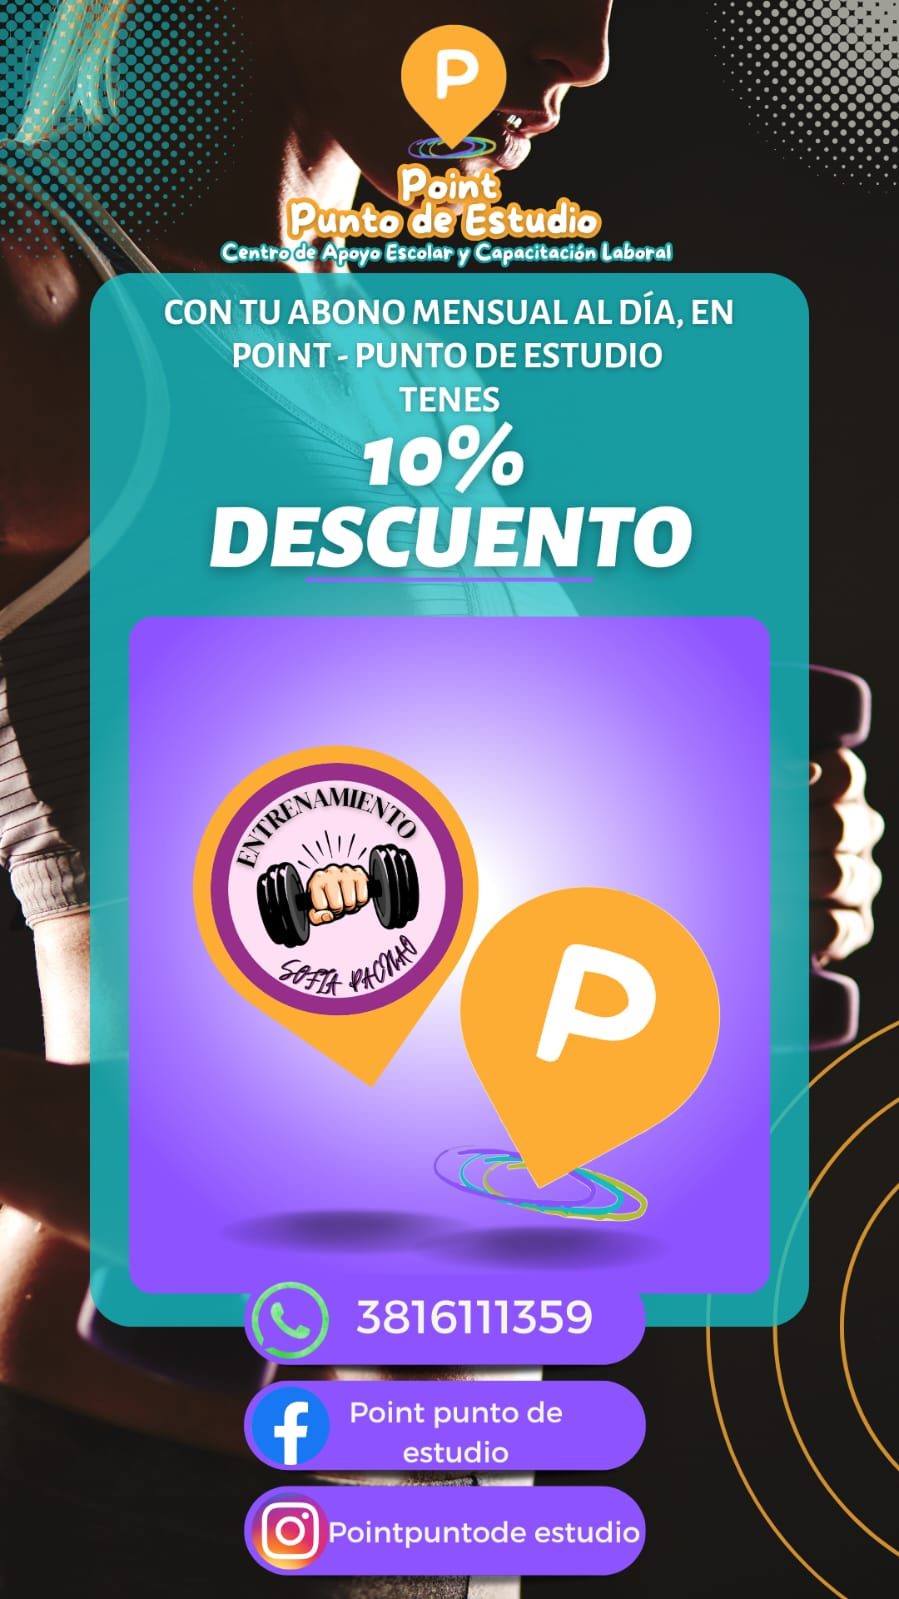 P
Point
Punto de Estudio
Centro de Apoyo Escolar y Capacitación Laboral
CON TU ABONO MENSUAL AL DÍA, EN
POINT - PUNTO DE ESTUDIO
TENES
10%
DESCUENTO
ENTRENAMIENTO
SOFIA
P
3816111359
Point punto de
estudio
Pointpuntode estudio